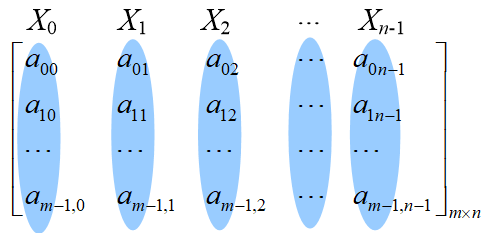 X₀ X₁ X₂ ... Xₙ₋₁
a₀₀ a₀₁ a₀₂ ... a₀ₙ₋₁
a₁₀ a₁₁ a₁₂ ... a₁ₙ₋₁
... ... ... ... ...
aₘ₋₁,₀ aₘ₋₁,₁ aₘ₋₁,₂ ... aₘ₋₁,ₙ₋₁ m×n